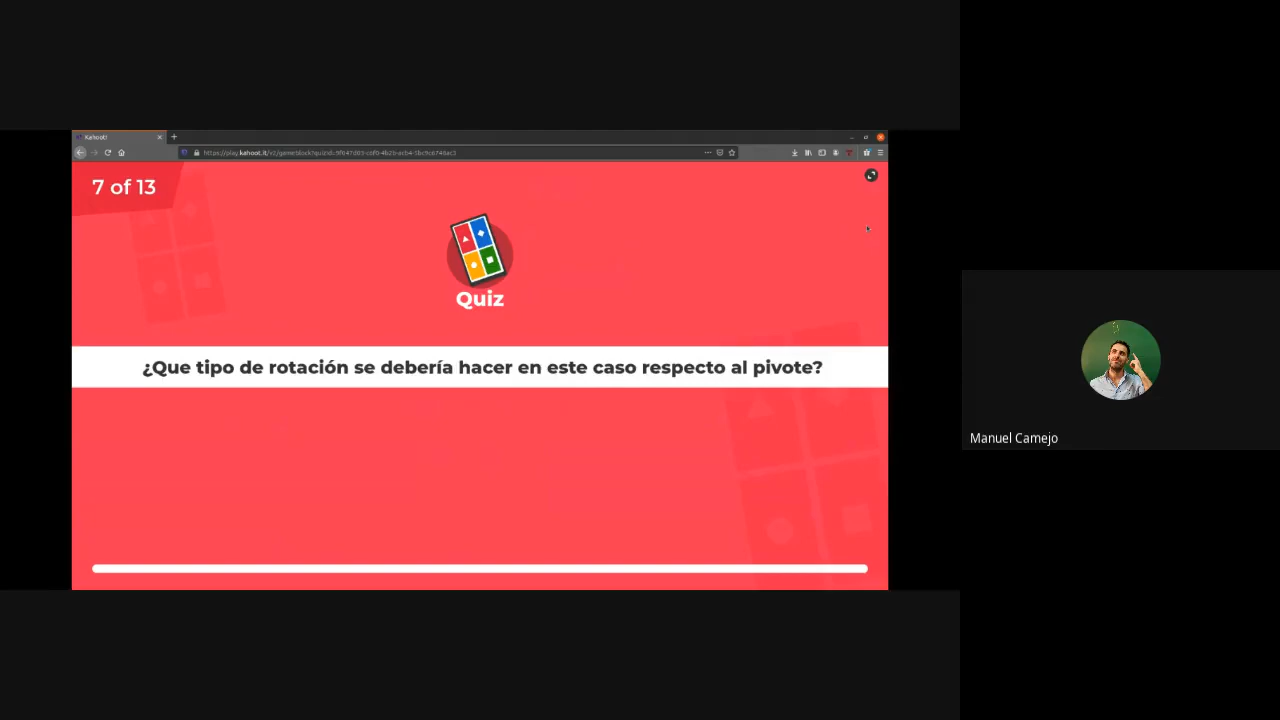 Kahoot!
7 of 13
Quiz
¿Que tipo de rotación se debería hacer en este caso respecto al pivote?
Manuel Camejo